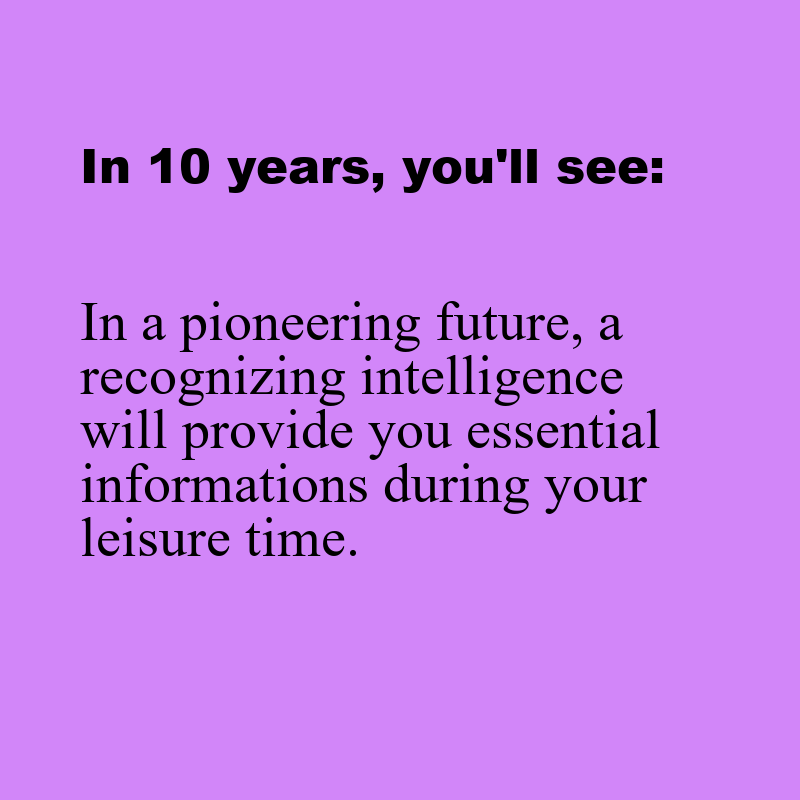 In 10 years, you'll see:
In a pioneering future, a
recognizing intelligence
will provide you essential
informations during your
leisure time.